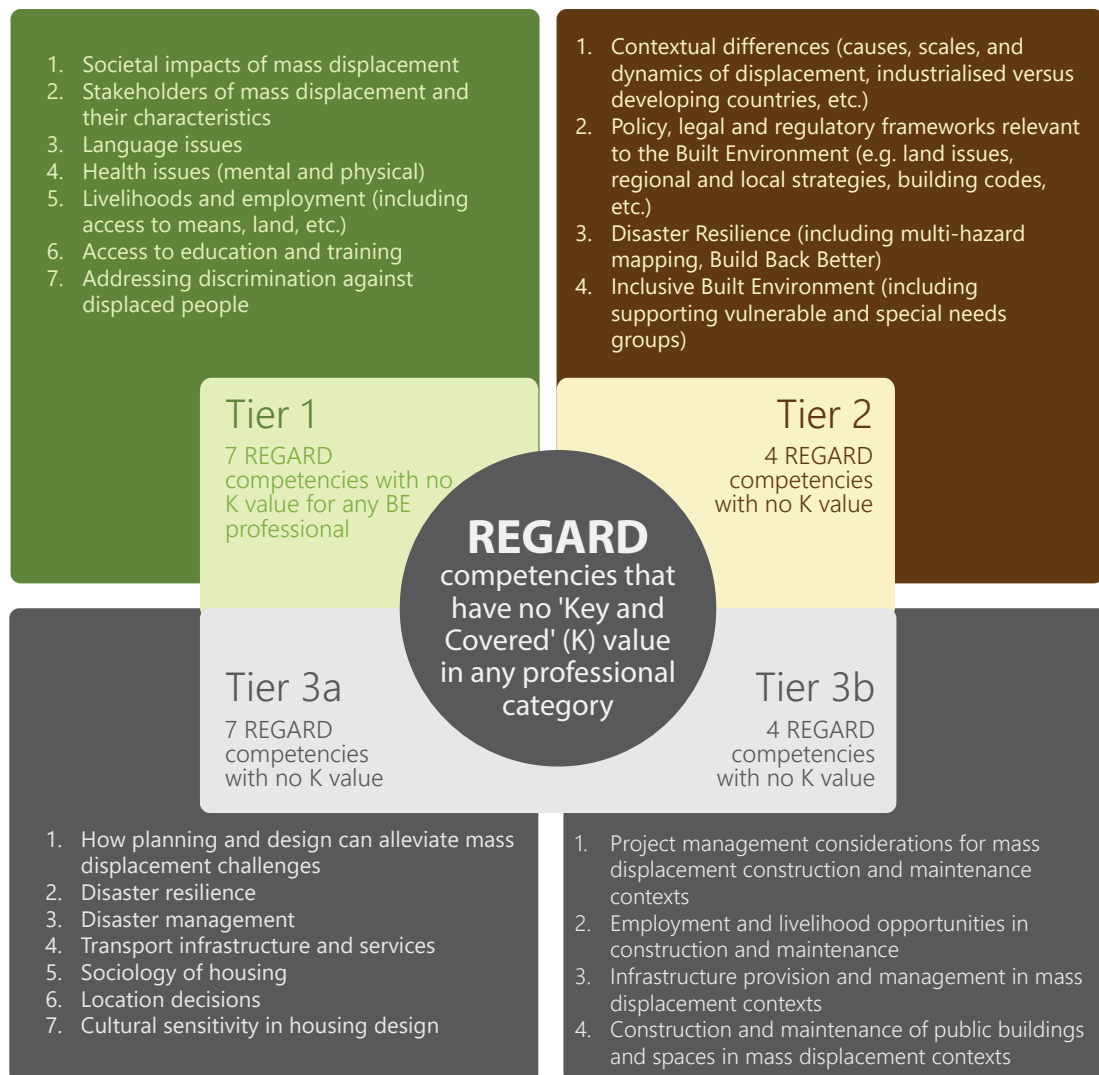 1. Societal impacts of mass displacement
2. Stakeholders of mass displacement and
their characteristics
3. Language issues
4. Health issues (mental and physical)
5. Livelihoods and employment (including
access to means, land, etc.)
6. Access to education and training
7. Addressing discrimination against
displaced people
1. Contextual differences (causes, scales, and
dynamics of displacement, industrialised versus
developing countries, etc.)
2. Policy, legal and regulatory frameworks relevant
to the Built Environment (e.g. land issues,
regional and local strategies, building codes,
etc.)
3. Disaster Resilience (including multi-hazard
mapping, Build Back Better)
4. Inclusive Built Environment (including
supporting vulnerable and special needs
groups)
Tier 1
7 REGARD
competencies with no
K value for any BE
professional
Tier 2
4 REGARD
competencies
with no K value
REGARD
competencies that
have no 'Key and
Covered' (K) value
in any professional
category
Tier 3a
7 REGARD
competencies
with no K value
Tier 3b
4 REGARD
competencies
with no K value
1. How planning and design can alleviate mass
displacement challenges
2. Disaster resilience
3. Disaster management
4. Transport infrastructure and services
5. Sociology of housing
6. Location decisions
7. Cultural sensitivity in housing design
1. Project management considerations for mass
displacement construction and maintenance
contexts
2. Employment and livelihood opportunities in
construction and maintenance
3. Infrastructure provision and management in mass
displacement contexts
4. Construction and maintenance of public buildings
and spaces in mass displacement contexts